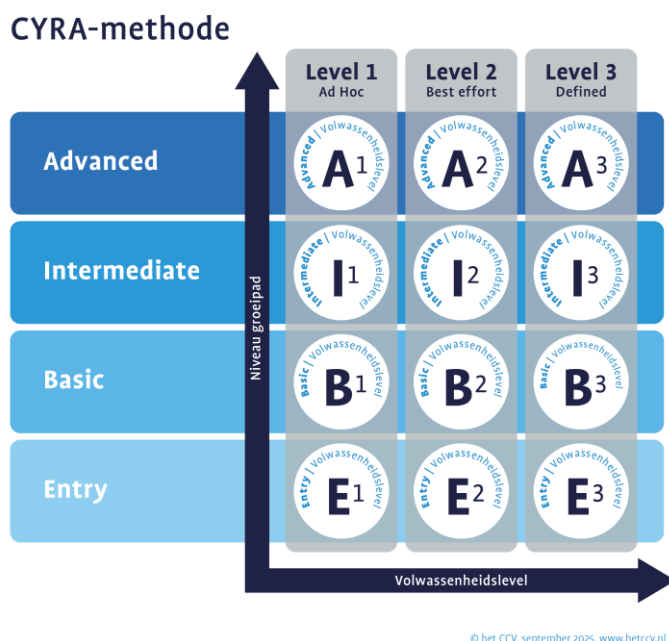 CYRA-methode
Level 1
Ad Hoc
Level 2
Best effort
Level 3
Defined
Advanced
Advanced | Volwassenheidslevel
A1
Advanced | Volwassenheidslevel
A2
Advanced | Volwassenheidslevel
A3
Intermediate
Intermediate | Volwassenheidslevel
I1
Intermediate | Volwassenheidslevel
I2
Intermediate | Volwassenheidslevel
I3
Niveau groeipad
Basic
Basic | Volwassenheidslevel
B1
Basic | Volwassenheidslevel
B2
Basic | Volwassenheidslevel
B3
Entry
Entry | Volwassenheidslevel
E1
Entry | Volwassenheidslevel
E2
Entry | Volwassenheidslevel
E3
Volwassenheidslevel
© het CCV, september 2025, www.hetccv.nl